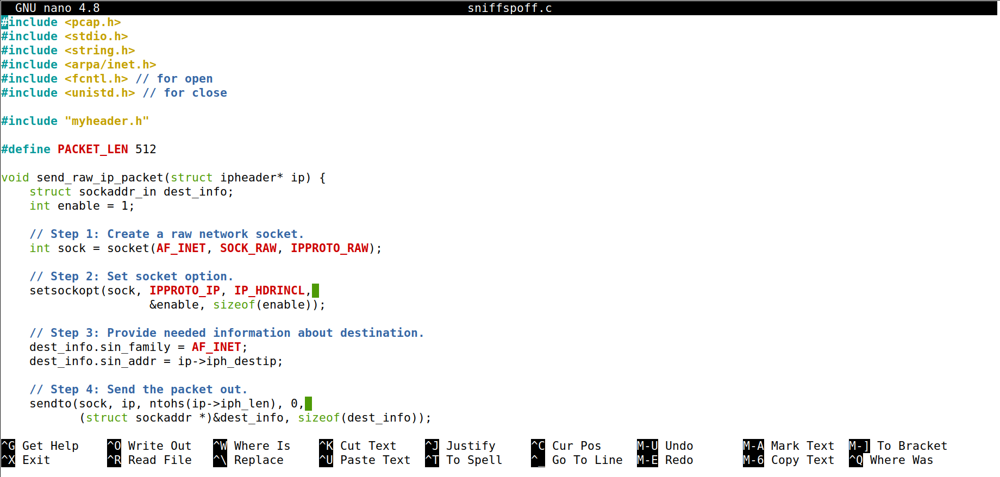 GNU nano 4.8 sniffspoff.c
#include <pcap.h>
#include <stdio.h>
#include <string.h>
#include <arpa/inet.h>
#include <fcntl.h> // for open
#include <unistd.h> // for close

#include "myheader.h"

#define PACKET_LEN 512

void send_raw_ip_packet(struct ipheader* ip) {
    struct sockaddr_in dest_info;
    int enable = 1;

    // Step 1: Create a raw network socket.
    int sock = socket(AF_INET, SOCK_RAW, IPPROTO_RAW);

    // Step 2: Set socket option.
    setsockopt(sock, IPPROTO_IP, IP_HDRINCL,
                     &enable, sizeof(enable));

    // Step 3: Provide needed information about destination.
    dest_info.sin_family = AF_INET;
    dest_info.sin_addr = ip->iph_destip;

    // Step 4: Send the packet out.
    sendto(sock, ip, ntohs(ip->iph_len), 0,
           (struct sockaddr *)&dest_info, sizeof(dest_info));

^G Get Help ^O Write Out ^W Where Is ^K Cut Text ^J Justify ^C Cur Pos M-U Undo M-A Mark Text M-] To Bracket
^X Exit ^R Read File ^\ Replace ^U Paste Text ^T To Spell ^_ Go To Line M-E Redo M-6 Copy Text ^Q Where Was